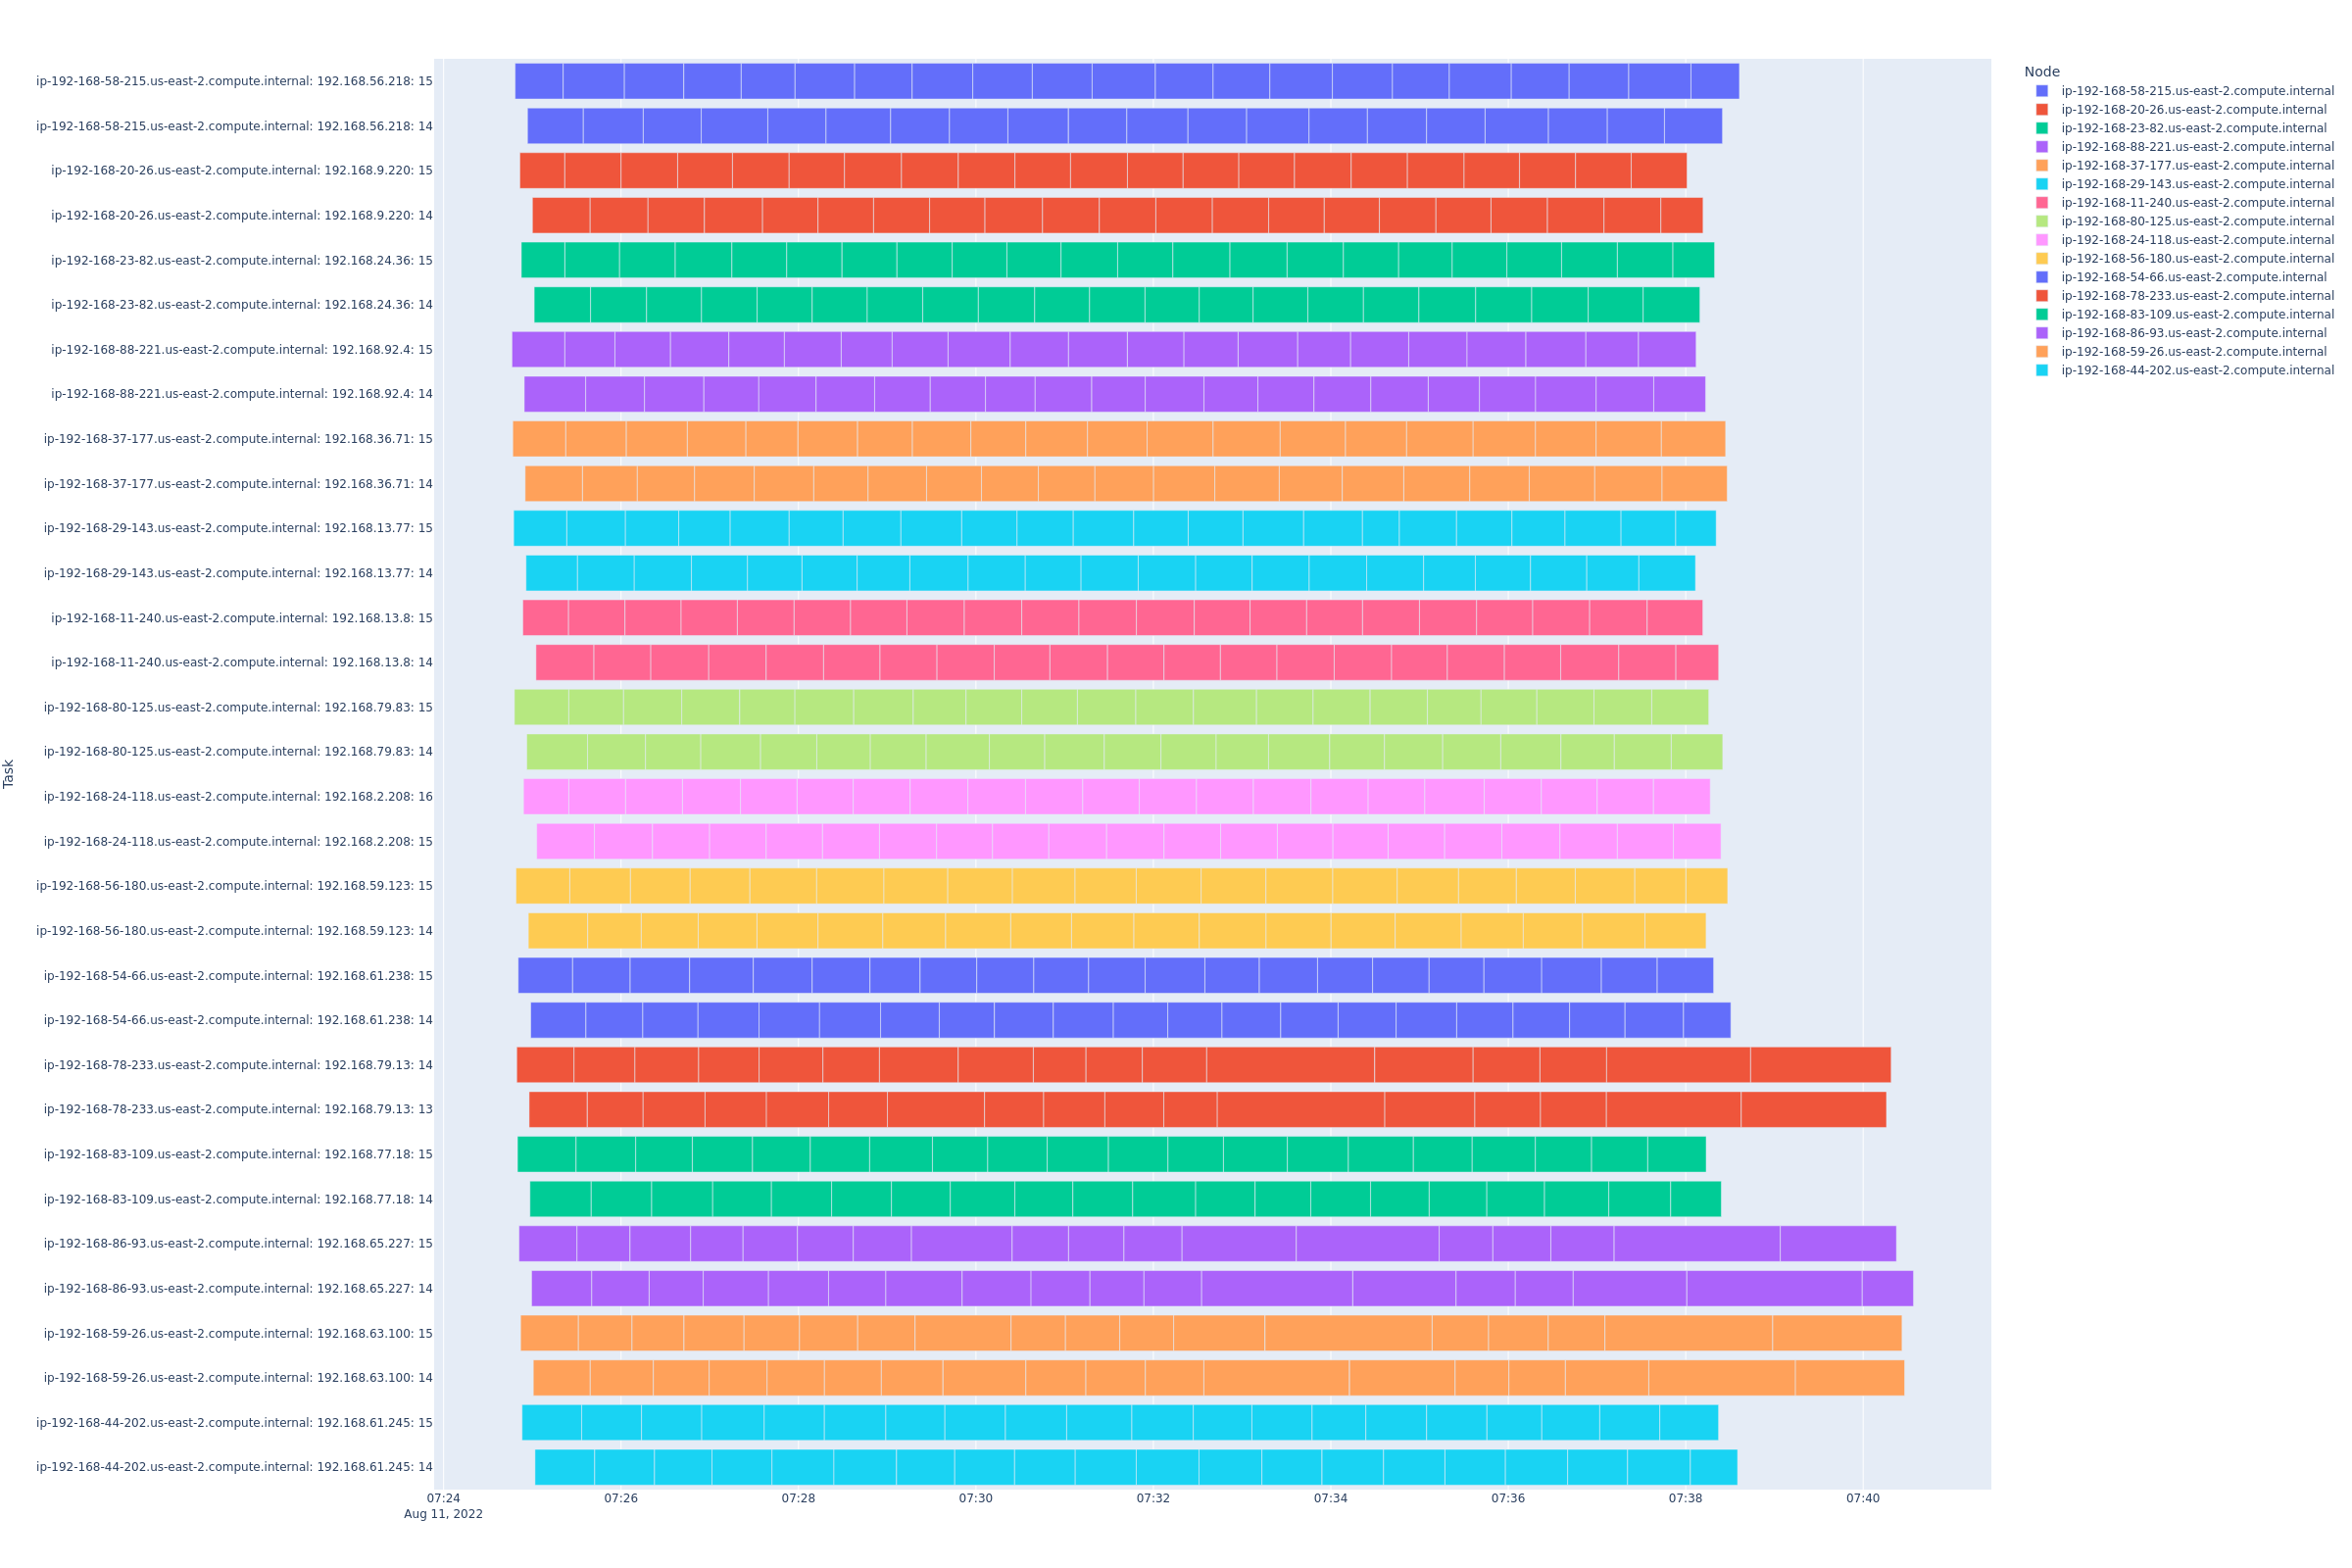 ip-192-168-58-215.us-east-2.compute.internal: 192.168.56.218: 15
ip-192-168-58-215.us-east-2.compute.internal: 192.168.56.218: 14
ip-192-168-20-26.us-east-2.compute.internal: 192.168.9.220: 15
ip-192-168-20-26.us-east-2.compute.internal: 192.168.9.220: 14
ip-192-168-23-82.us-east-2.compute.internal: 192.168.24.36: 15
ip-192-168-23-82.us-east-2.compute.internal: 192.168.24.36: 14
ip-192-168-88-221.us-east-2.compute.internal: 192.168.92.4: 15
ip-192-168-88-221.us-east-2.compute.internal: 192.168.92.4: 14
ip-192-168-37-177.us-east-2.compute.internal: 192.168.36.71: 15
ip-192-168-37-177.us-east-2.compute.internal: 192.168.36.71: 14
ip-192-168-29-143.us-east-2.compute.internal: 192.168.13.77: 15
ip-192-168-29-143.us-east-2.compute.internal: 192.168.13.77: 14
ip-192-168-11-240.us-east-2.compute.internal: 192.168.13.8: 15
ip-192-168-11-240.us-east-2.compute.internal: 192.168.13.8: 14
ip-192-168-80-125.us-east-2.compute.internal: 192.168.79.83: 15
ip-192-168-80-125.us-east-2.compute.internal: 192.168.79.83: 14
ip-192-168-24-118.us-east-2.compute.internal: 192.168.2.208: 16
ip-192-168-24-118.us-east-2.compute.internal: 192.168.2.208: 15
ip-192-168-56-180.us-east-2.compute.internal: 192.168.59.123: 15
ip-192-168-56-180.us-east-2.compute.internal: 192.168.59.123: 14
ip-192-168-54-66.us-east-2.compute.internal: 192.168.61.238: 15
ip-192-168-54-66.us-east-2.compute.internal: 192.168.61.238: 14
ip-192-168-78-233.us-east-2.compute.internal: 192.168.79.13: 14
ip-192-168-78-233.us-east-2.compute.internal: 192.168.79.13: 13
ip-192-168-83-109.us-east-2.compute.internal: 192.168.77.18: 15
ip-192-168-83-109.us-east-2.compute.internal: 192.168.77.18: 14
ip-192-168-86-93.us-east-2.compute.internal: 192.168.65.227: 15
ip-192-168-86-93.us-east-2.compute.internal: 192.168.65.227: 14
ip-192-168-59-26.us-east-2.compute.internal: 192.168.63.100: 15
ip-192-168-59-26.us-east-2.compute.internal: 192.168.63.100: 14
ip-192-168-44-202.us-east-2.compute.internal: 192.168.61.245: 15
ip-192-168-44-202.us-east-2.compute.internal: 192.168.61.245: 14
Task
07:24 07:26 07:28 07:30 07:32 07:34 07:36 07:38 07:40
Aug 11, 2022
Node
ip-192-168-58-215.us-east-2.compute.internal
ip-192-168-20-26.us-east-2.compute.internal
ip-192-168-23-82.us-east-2.compute.internal
ip-192-168-88-221.us-east-2.compute.internal
ip-192-168-37-177.us-east-2.compute.internal
ip-192-168-29-143.us-east-2.compute.internal
ip-192-168-11-240.us-east-2.compute.internal
ip-192-168-80-125.us-east-2.compute.internal
ip-192-168-24-118.us-east-2.compute.internal
ip-192-168-56-180.us-east-2.compute.internal
ip-192-168-54-66.us-east-2.compute.internal
ip-192-168-78-233.us-east-2.compute.internal
ip-192-168-83-109.us-east-2.compute.internal
ip-192-168-86-93.us-east-2.compute.internal
ip-192-168-59-26.us-east-2.compute.internal
ip-192-168-44-202.us-east-2.compute.internal